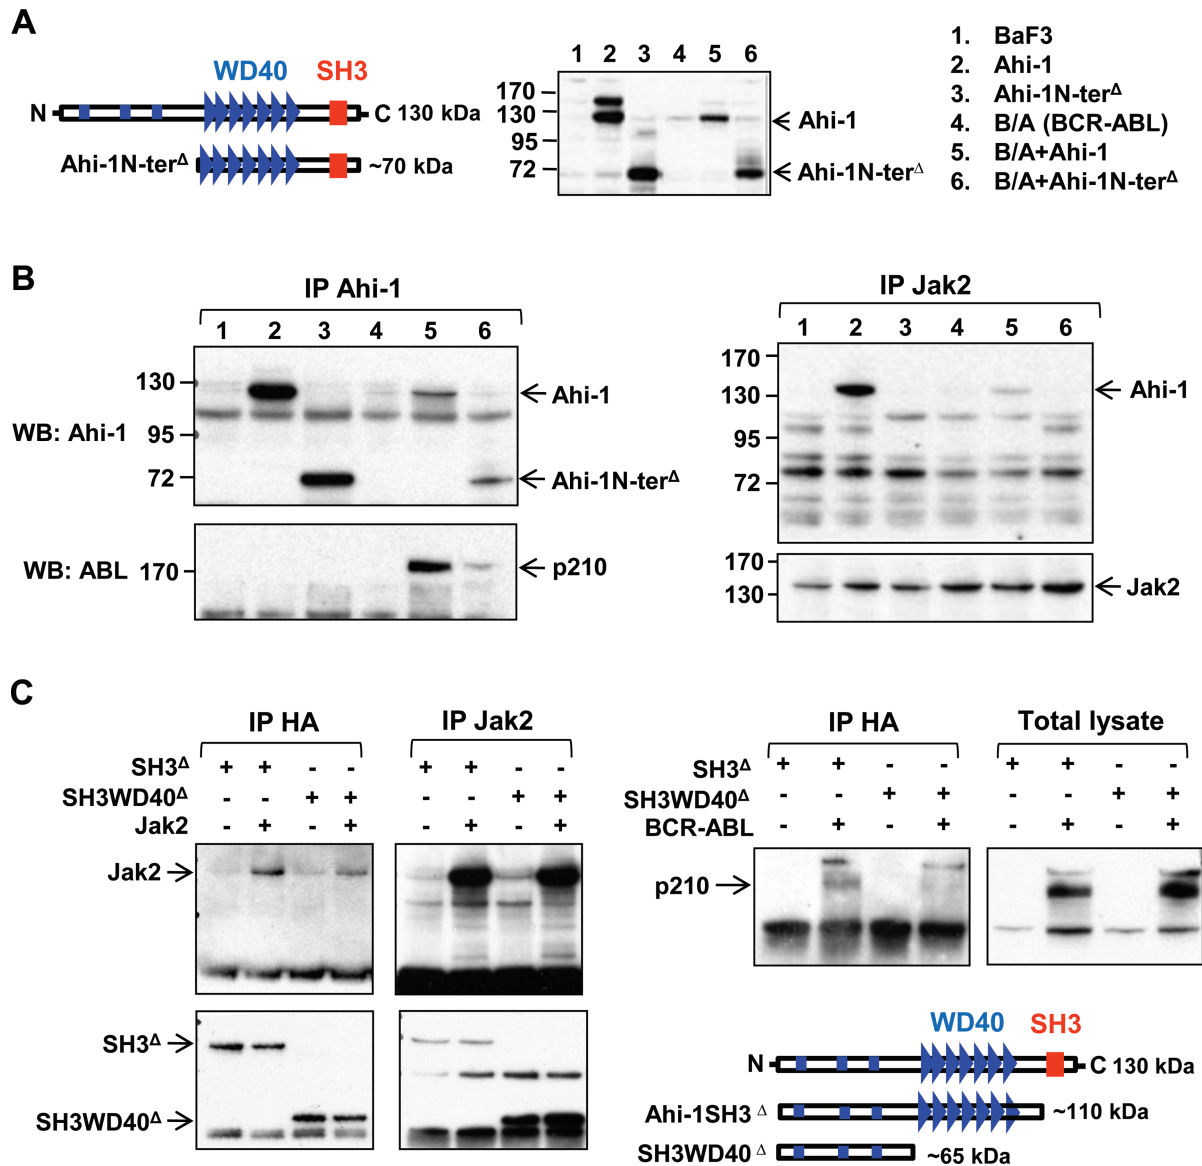 A
WD40 SH3
N C 130 kDa
Ahi-1N-terΔ ~70 kDa
1 2 3 4 5 6
170
130
95
72
Ahi-1
Ahi-1N-terΔ
1. BaF3
2. Ahi-1
3. Ahi-1N-terΔ
4. B/A (BCR-ABL)
5. B/A+Ahi-1
6. B/A+Ahi-1N-terΔ
B
IP Ahi-1
1 2 3 4 5 6
WB: Ahi-1
130
95
72
Ahi-1
Ahi-1N-terΔ
WB: ABL 170 p210
IP Jak2
1 2 3 4 5 6
170
130
95
72
Ahi-1
170
130
Jak2
C
IP HA IP Jak2
SH3Δ + + - - + + - -
SH3WD40Δ - - + + - - + +
Jak2 - + - + - + - +
Jak2
SH3Δ
SH3WD40Δ
IP HA Total lysate
SH3Δ + + - - + + - -
SH3WD40Δ - - + + - - + +
BCR-ABL - + - + - + - +
p210
WD40 SH3
N C 130 kDa
Ahi-1SH3 Δ ~110 kDa
SH3WD40 Δ ~65 kDa